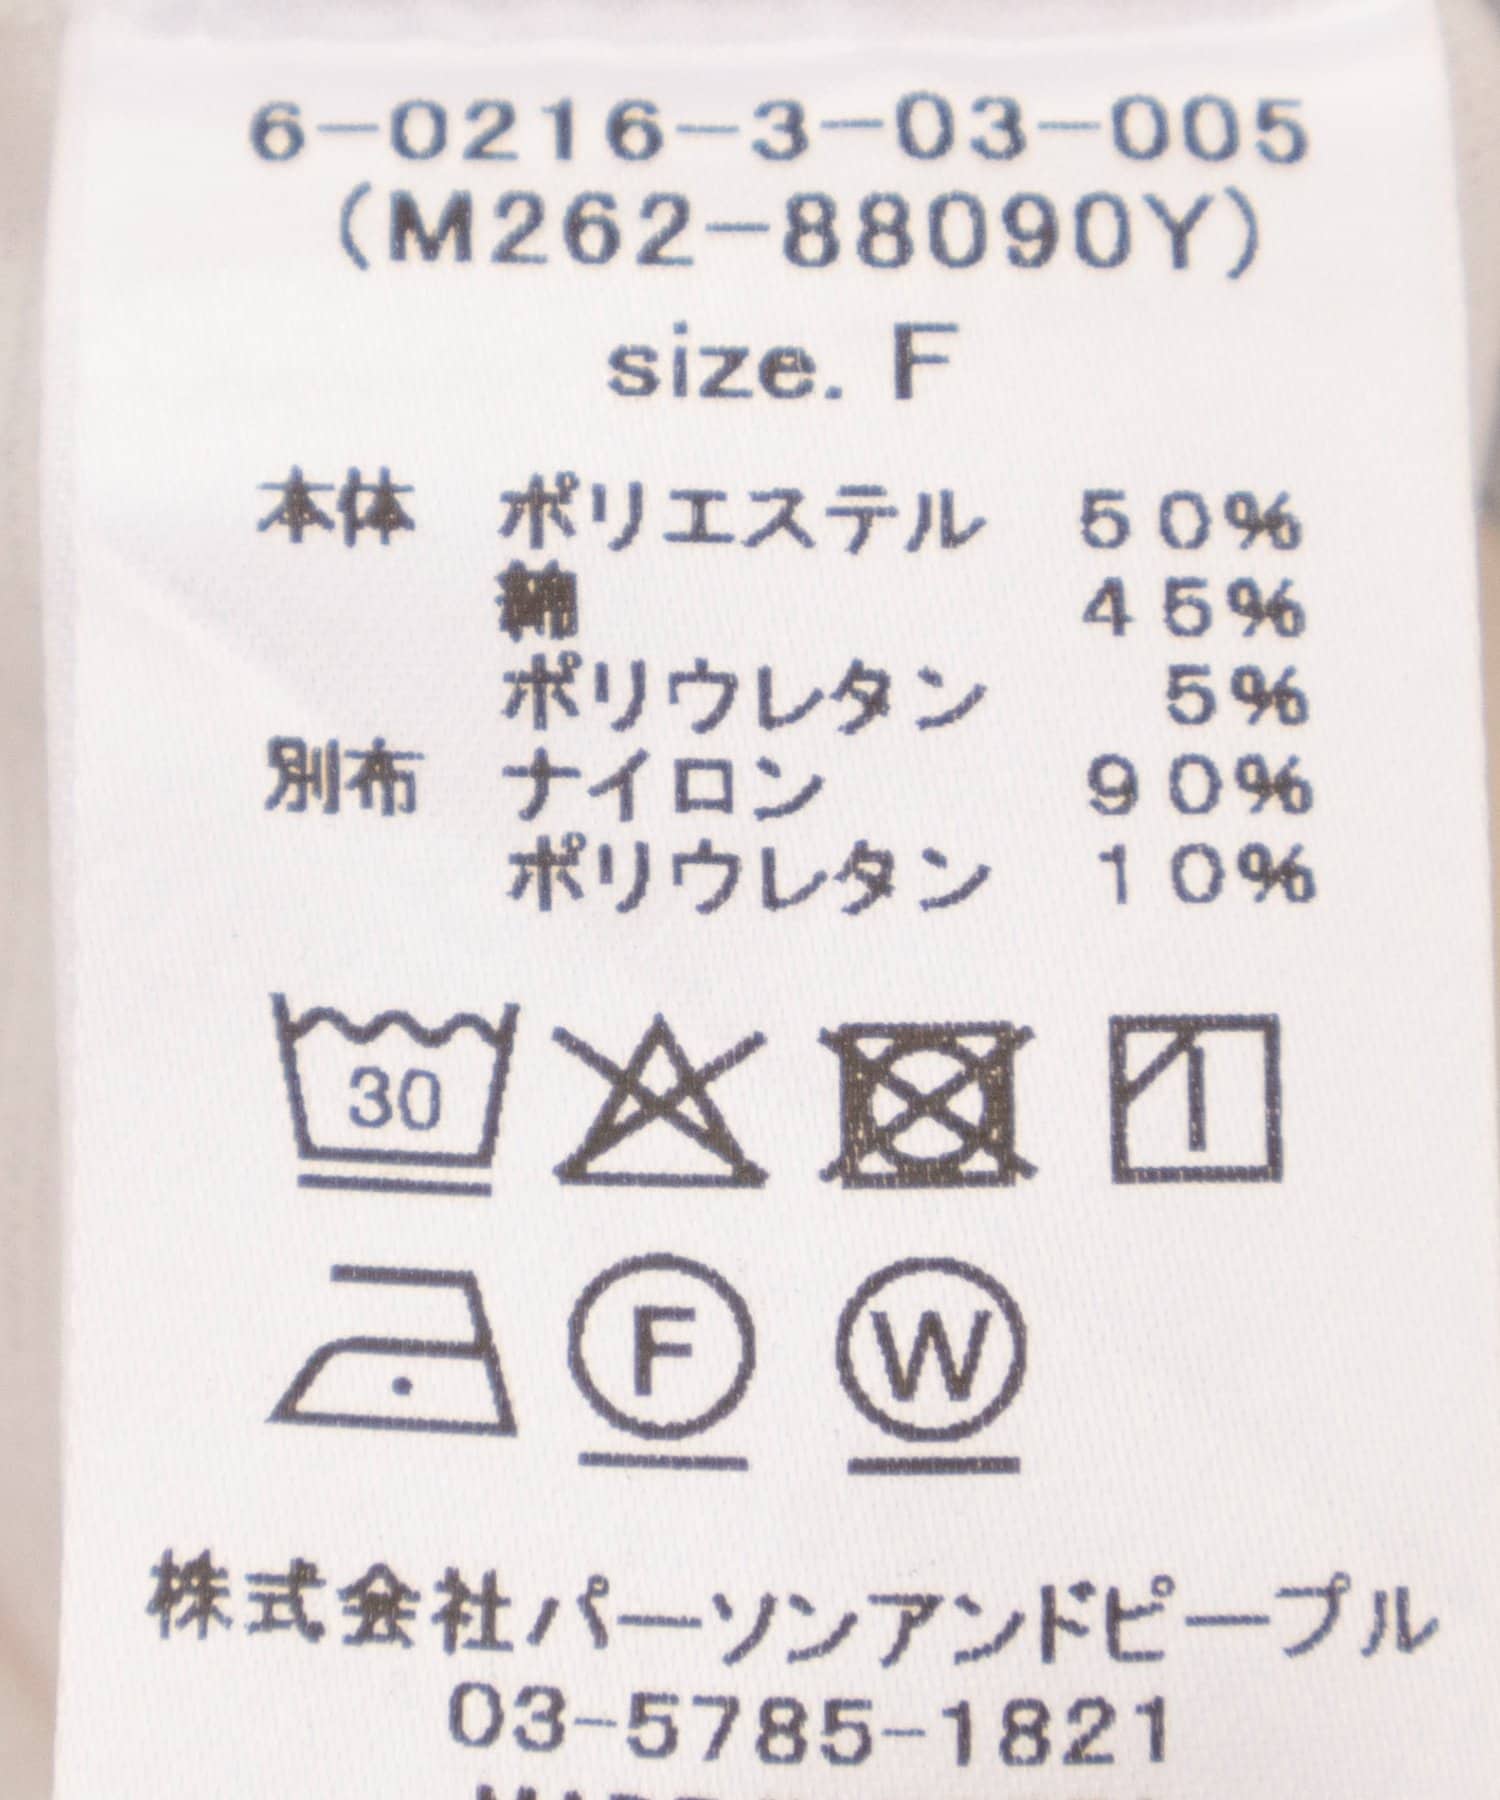 6-0216-3-03-005
(M262-88090Y)
size. F
本体 ポリエステル 50%
綿 45%
ポリウレタン 5%
別布 ナイロン 90%
ポリウレタン 10%
30
F W
株式会社パーソンアンドピープル
03-5785-1821